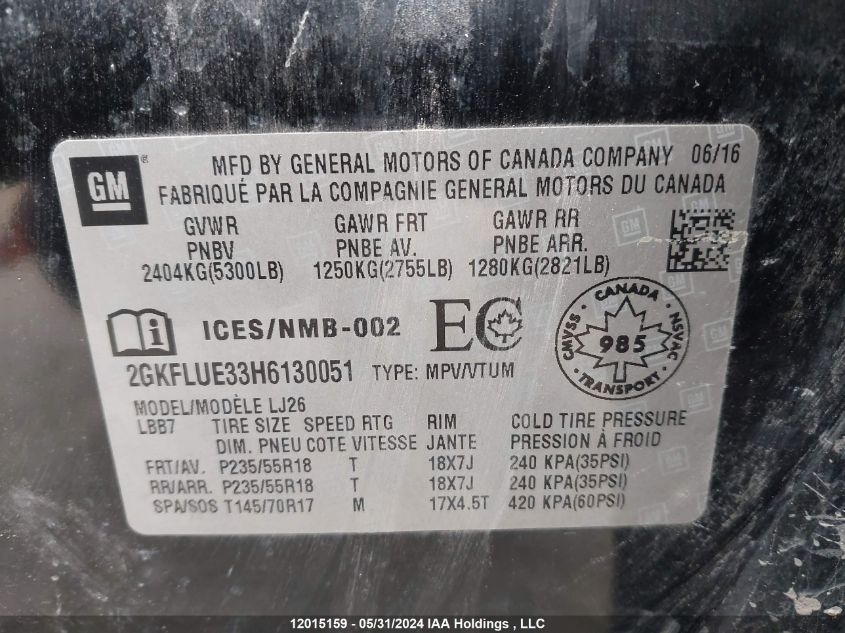 GM
MFD BY GENERAL MOTORS OF CANADA COMPANY 06/16
FABRIQUÉ PAR LA COMPAGNIE GENERAL MOTORS DU CANADA
GVWR GAWR FRT GAWR RR
PNBV PNBE AV. PNBE ARR.
2404KG(5300LB) 1250KG(2755LB) 1280KG(2821LB)
ICES/NMB-002 EC
CANADA CMVSS 985 NSVAC TRANSPORT
2GKFLUE33H6130051 TYPE: MPV/VTUM
MODEL/MODÈLE LJ26
LBB7 TIRE SIZE SPEED RTG RIM COLD TIRE PRESSURE
DIM. PNEU COTE VITESSE JANTE PRESSION À FROID
FRT/AV. P235/55R18 T 18X7J 240 KPA(35PSI)
RR/ARR. P235/55R18 T 18X7J 240 KPA(35PSI)
SPA/SOS T145/70R17 M 17X4.5T 420 KPA(60PSI)
12015159 - 05/31/2024 IAA Holdings , LLC